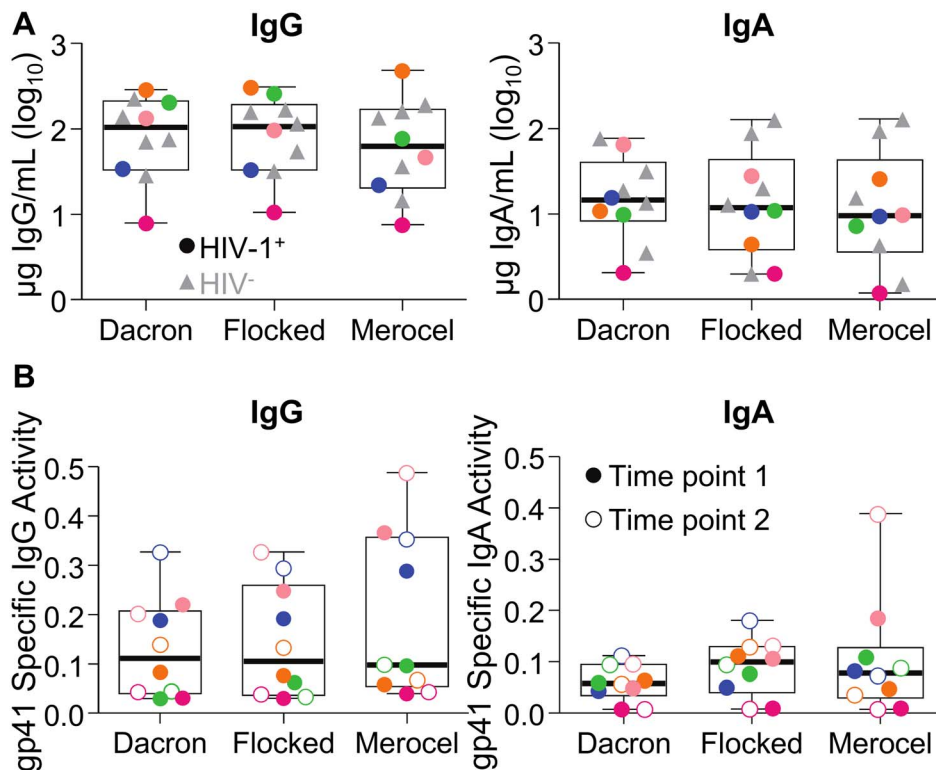 A
IgG
IgA
µg IgG/mL (log10)
3
2
1
0
HIV-1+
HIV-
Dacron Flocked Merocel
µg IgA/mL (log10)
3
2
1
0
Dacron Flocked Merocel
B
IgG
IgA
gp41 Specific IgG Activity
0.5
0.4
0.3
0.2
0.1
0.0
Dacron Flocked Merocel
gp41 Specific IgA Activity
0.5
0.4
0.3
0.2
0.1
0.0
Time point 1
Time point 2
Dacron Flocked Merocel